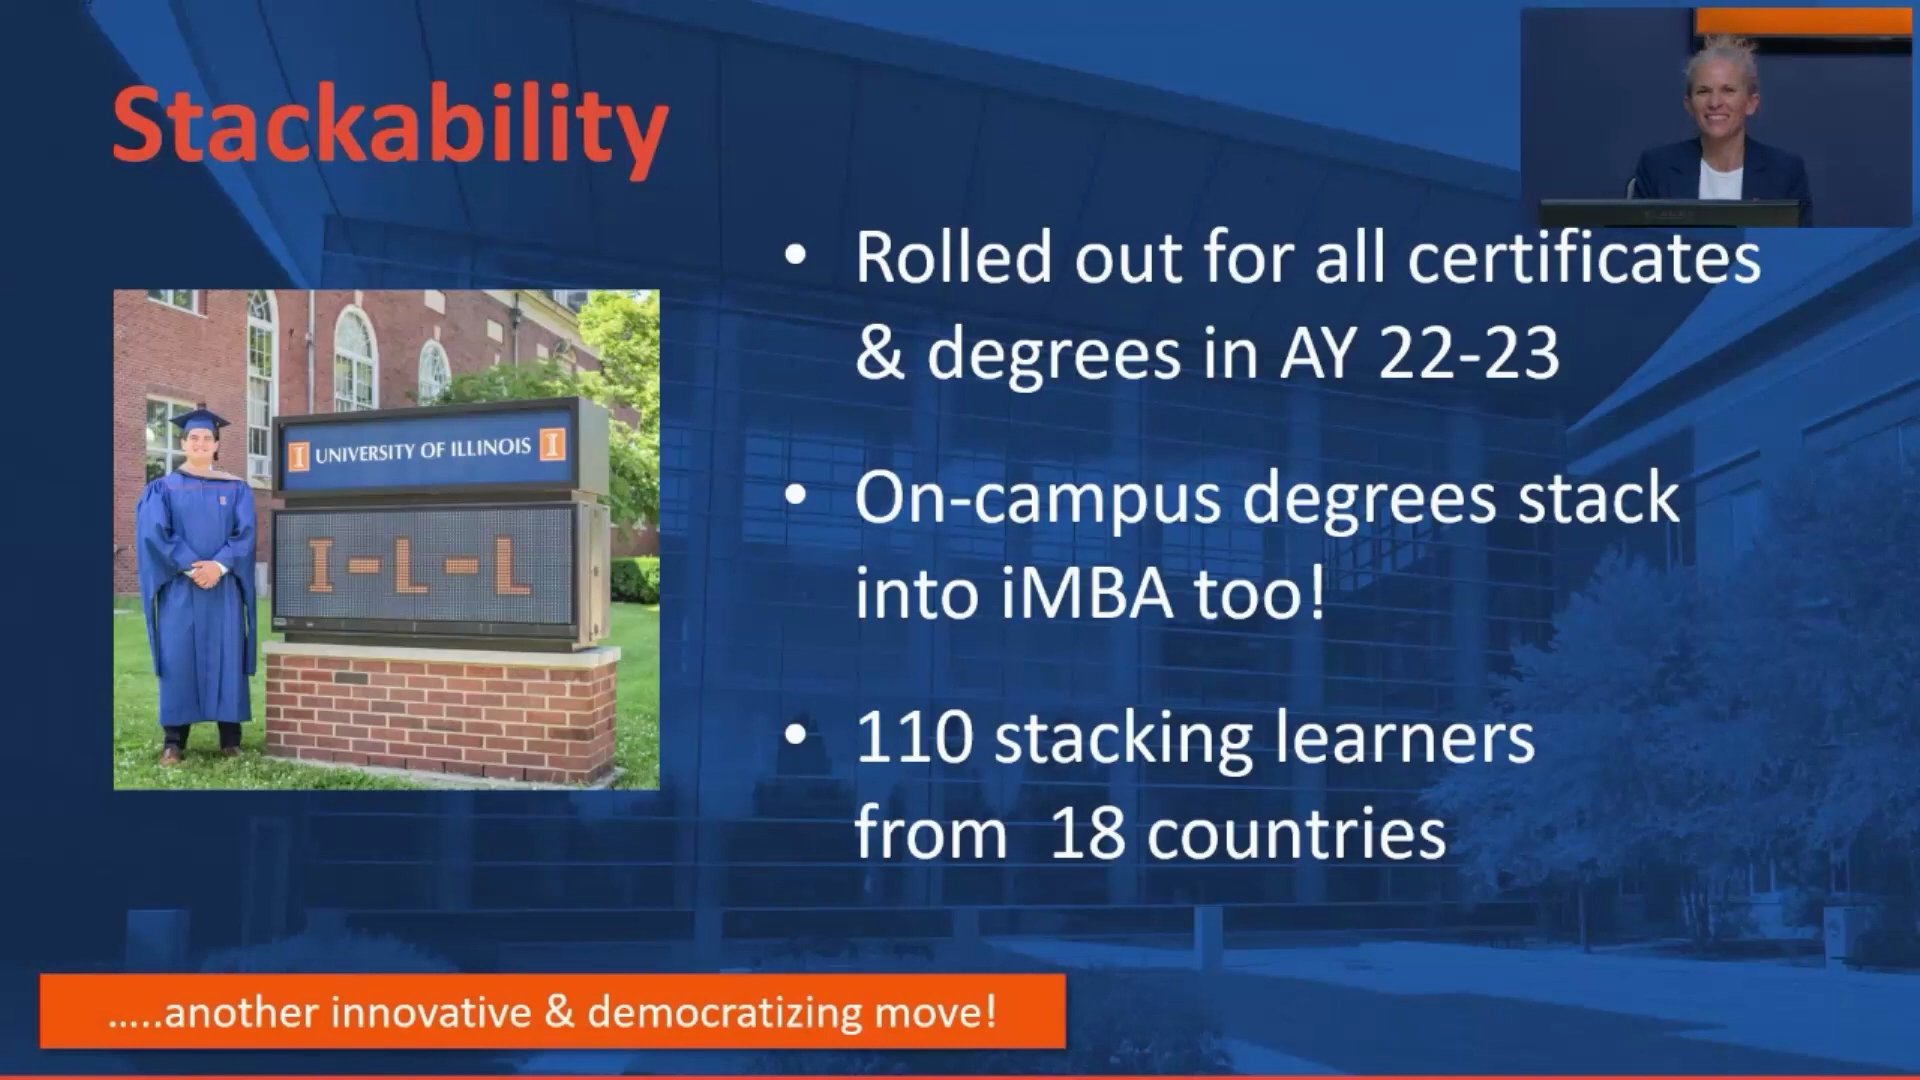 Stackability
• Rolled out for all certificates
& degrees in AY 22-23
• On-campus degrees stack
into iMBA too!
• 110 stacking learners
from 18 countries
I UNIVERSITY OF ILLINOIS I
I-L-L
.....another innovative & democratizing move!